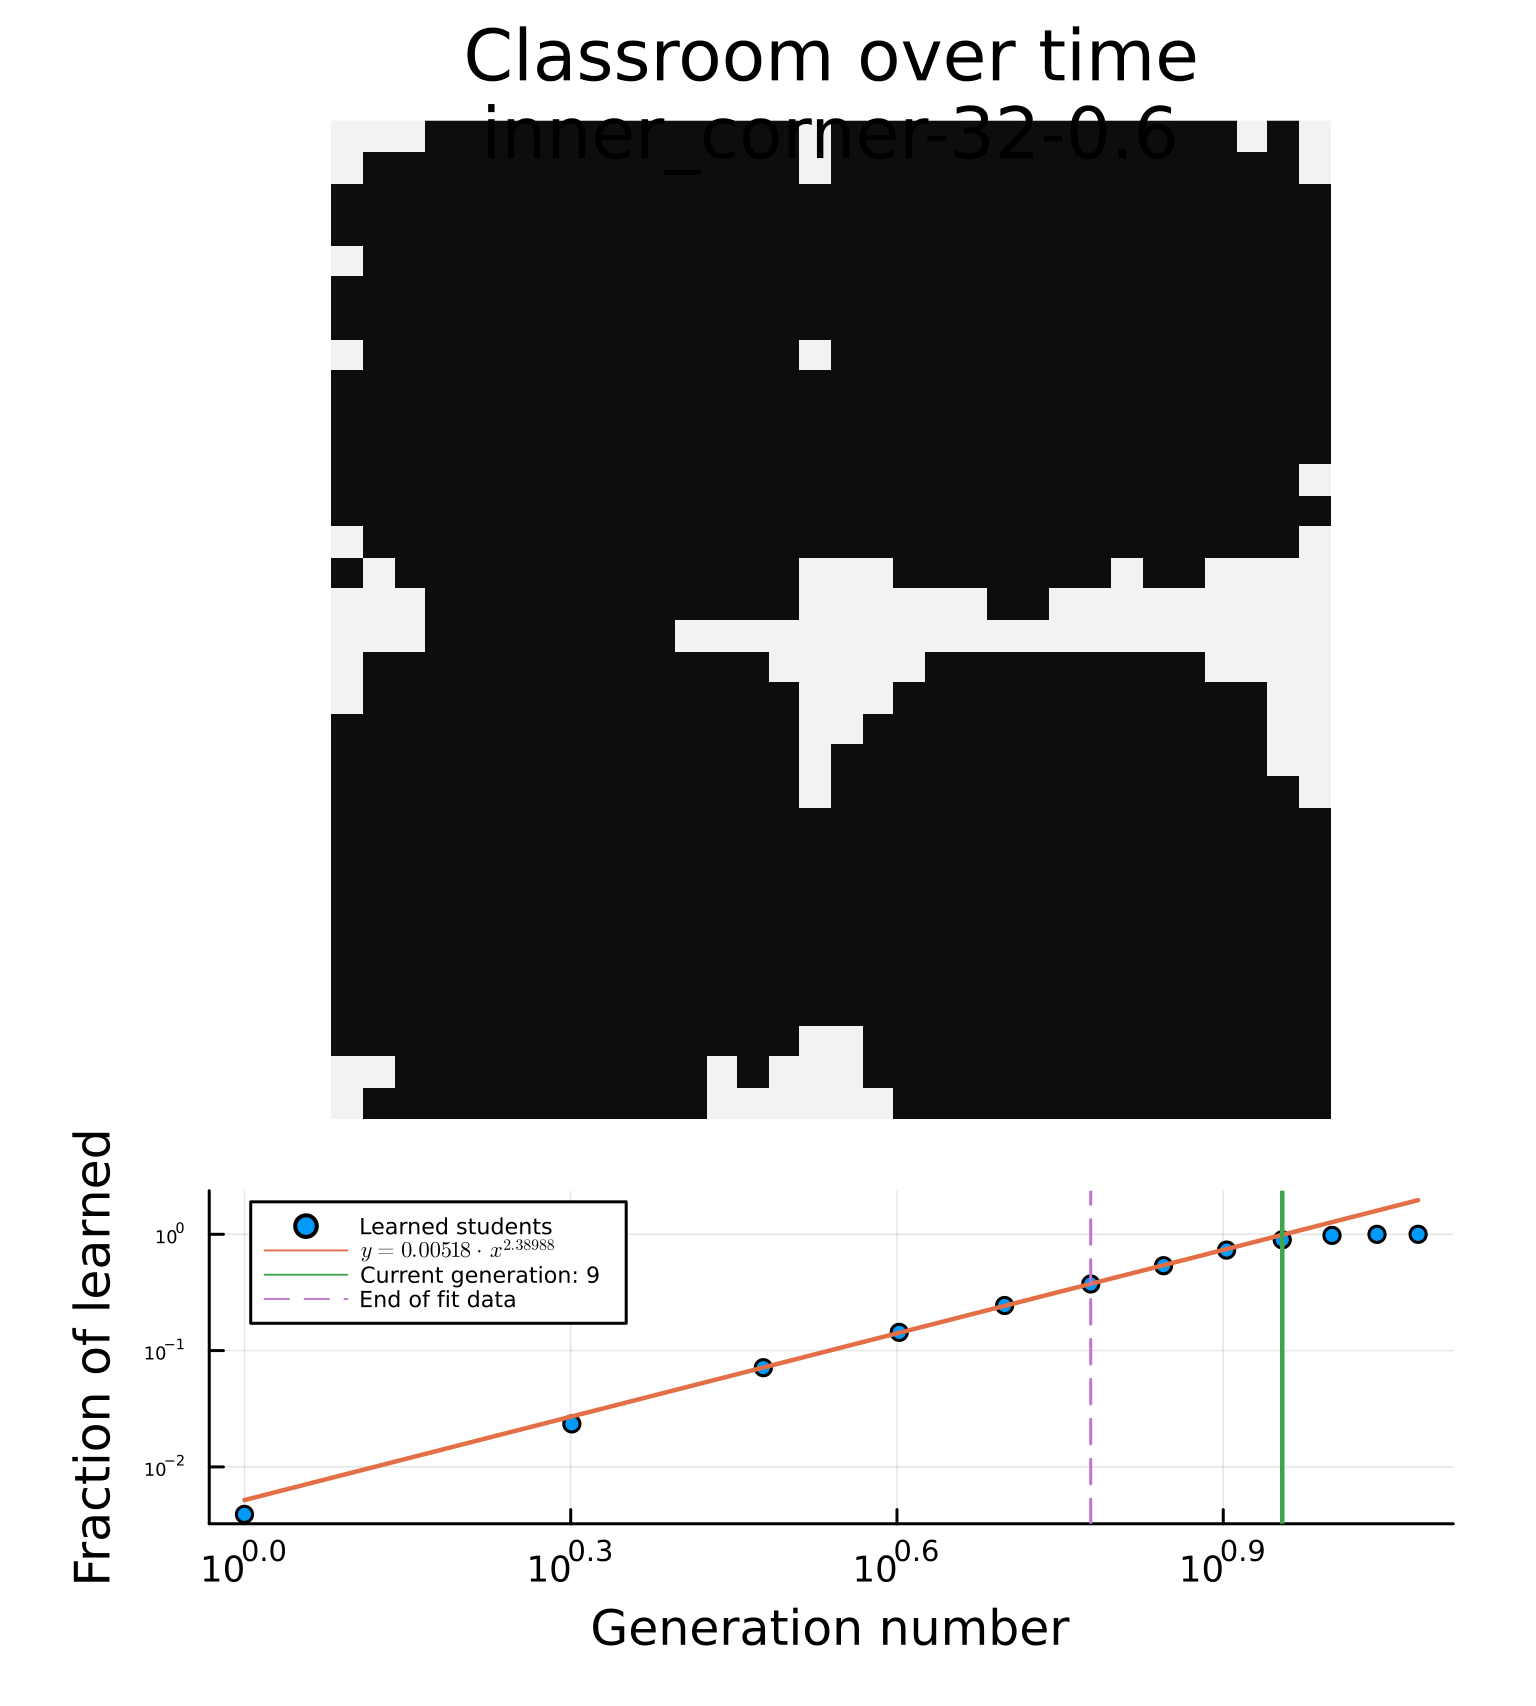 Classroom over time
inner_corner-32-0.6
Fraction of learned
10^0
10^−1
10^−2
Learned students
y = 0.00518 · x^2.38988
Current generation: 9
End of fit data
10^0.0 10^0.3 10^0.6 10^0.9
Generation number